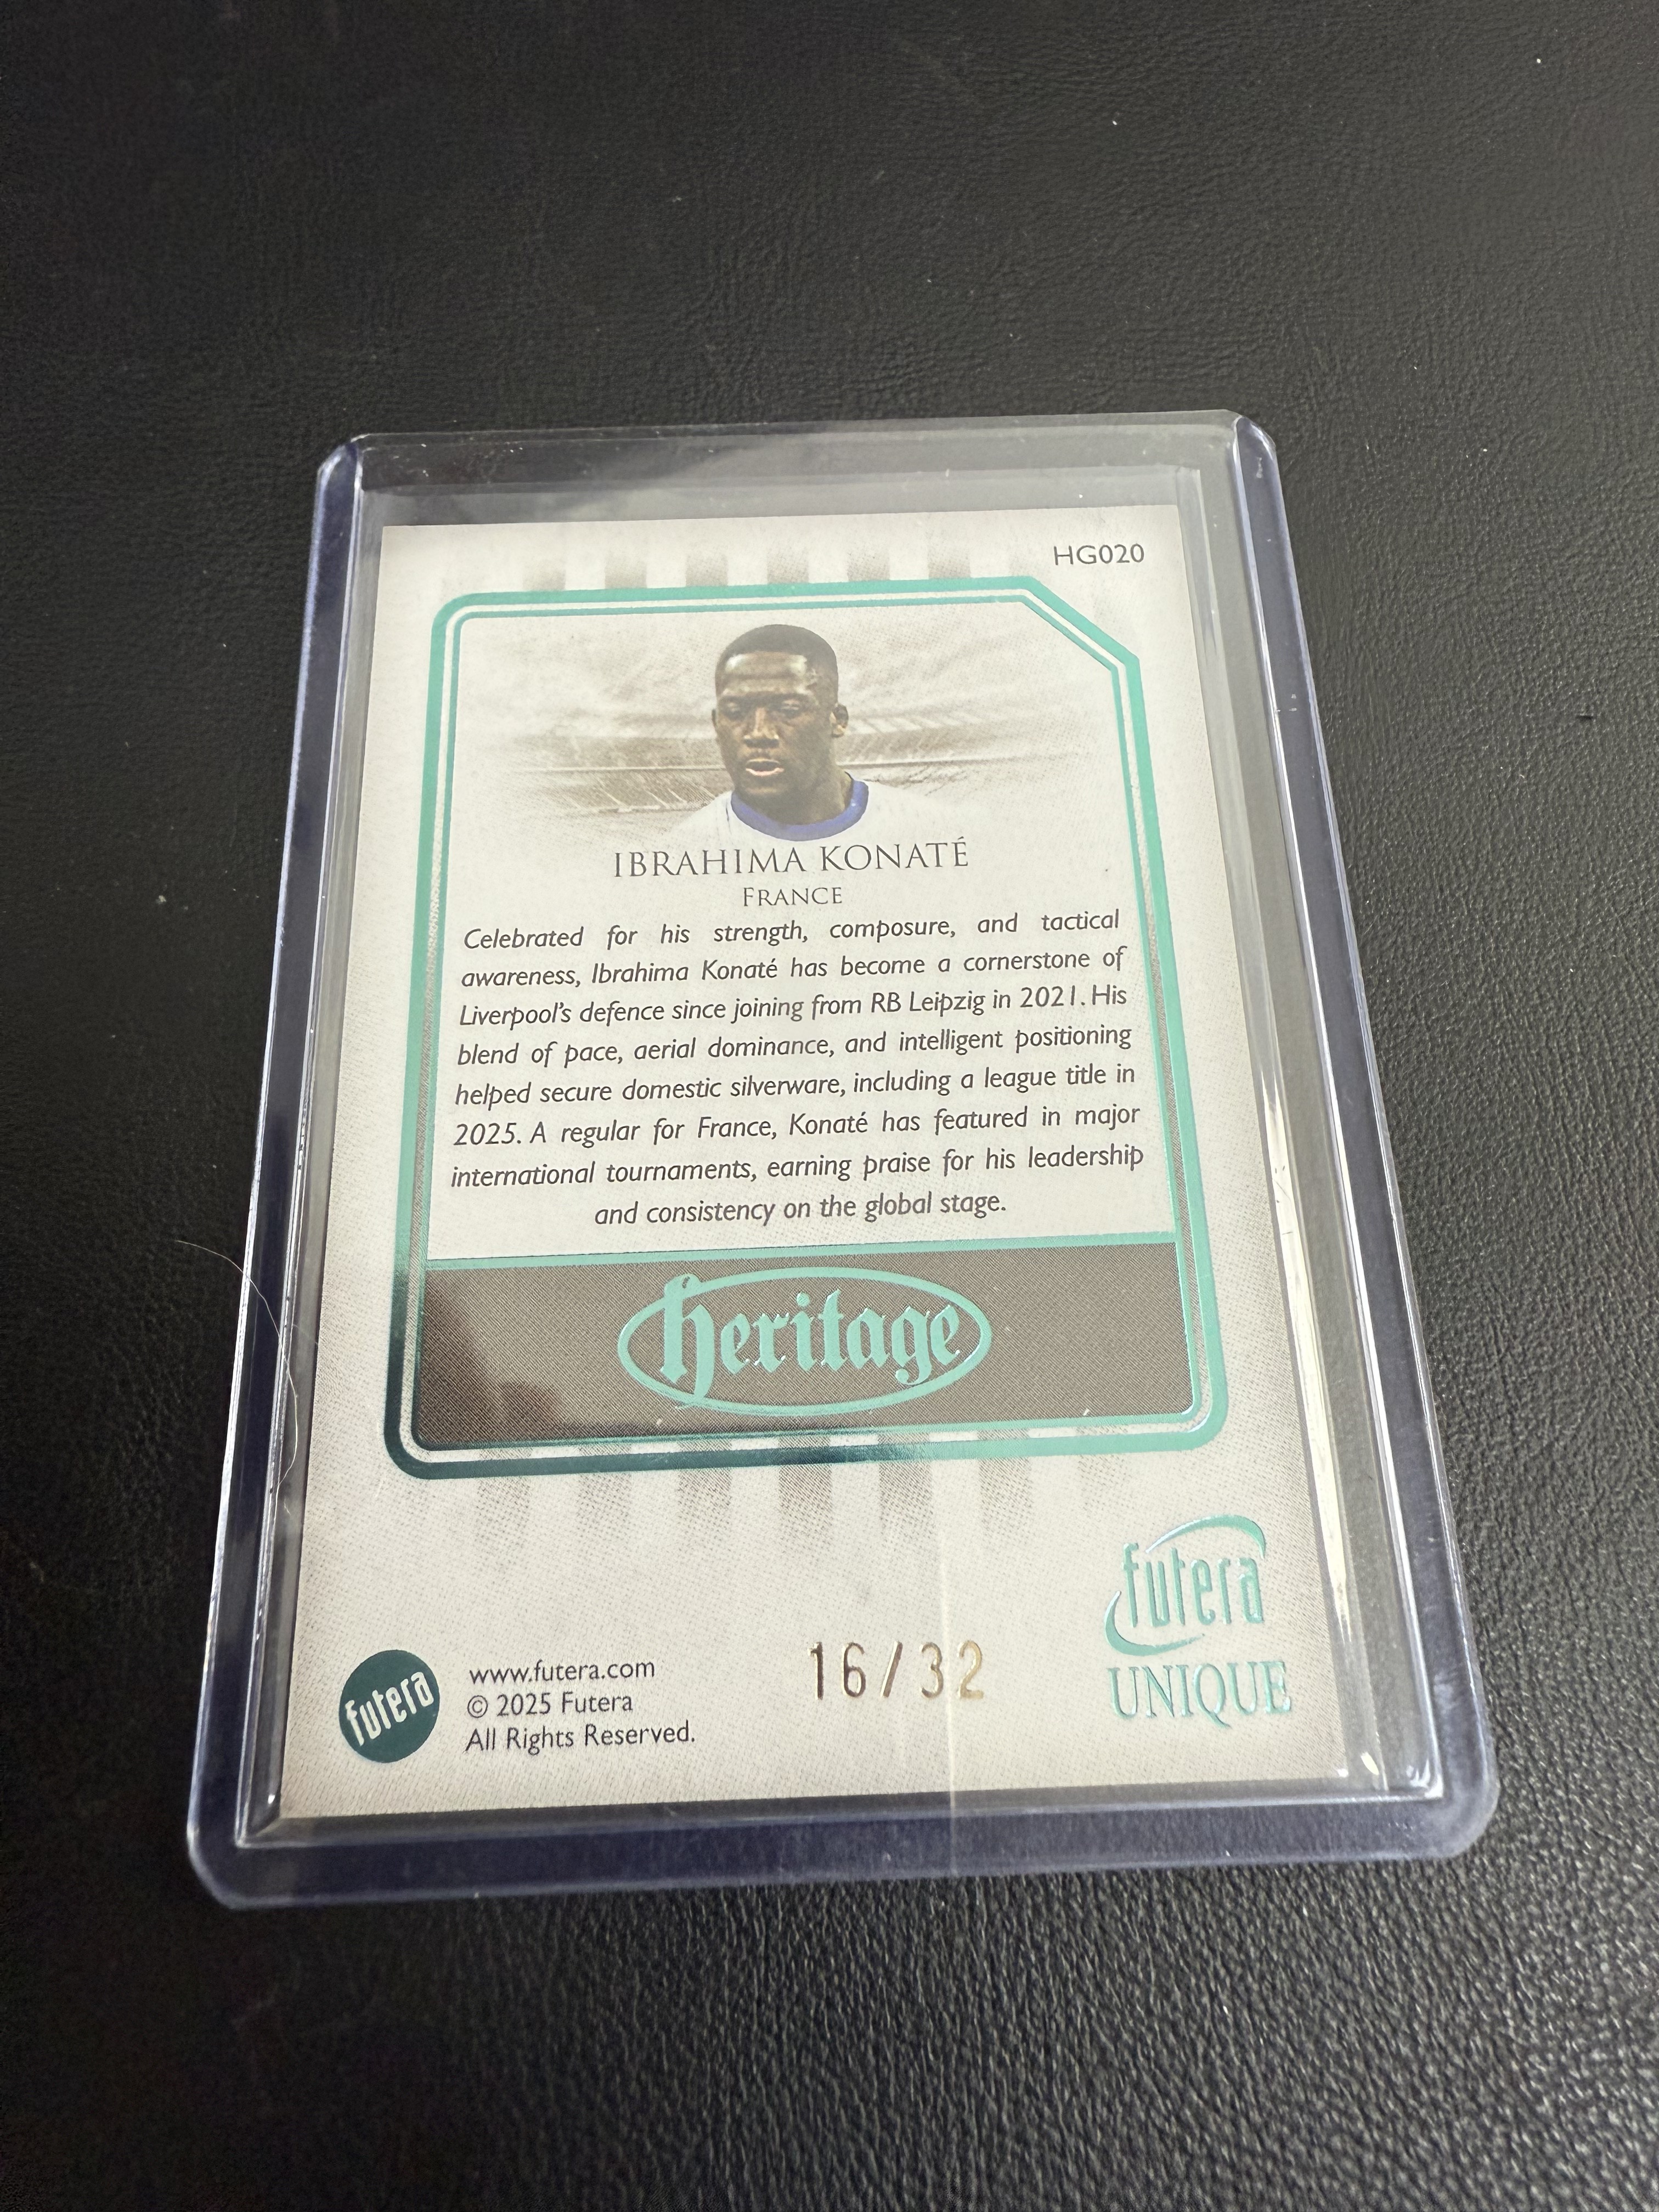 HG020
IBRAHIMA KONATÉ
FRANCE
Celebrated for his strength, composure, and tactical
awareness, Ibrahima Konaté has become a cornerstone of
Liverpool's defence since joining from RB Leipzig in 2021. His
blend of pace, aerial dominance, and intelligent positioning
helped secure domestic silverware, including a league title in
2025. A regular for France, Konaté has featured in major
international tournaments, earning praise for his leadership
and consistency on the global stage.
heritage
futera
UNIQUE
16/32
futera
www.futera.com
© 2025 Futera
All Rights Reserved.